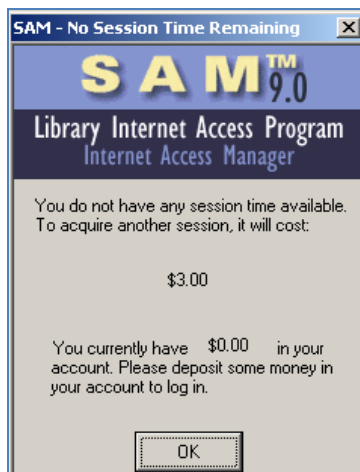 SAM - No Session Time Remaining
SAM™
9.0
Library Internet Access Program
Internet Access Manager
You do not have any session time available.
To acquire another session, it will cost:
$3.00
You currently have $0.00 in your
account. Please deposit some money in
your account to log in.
OK